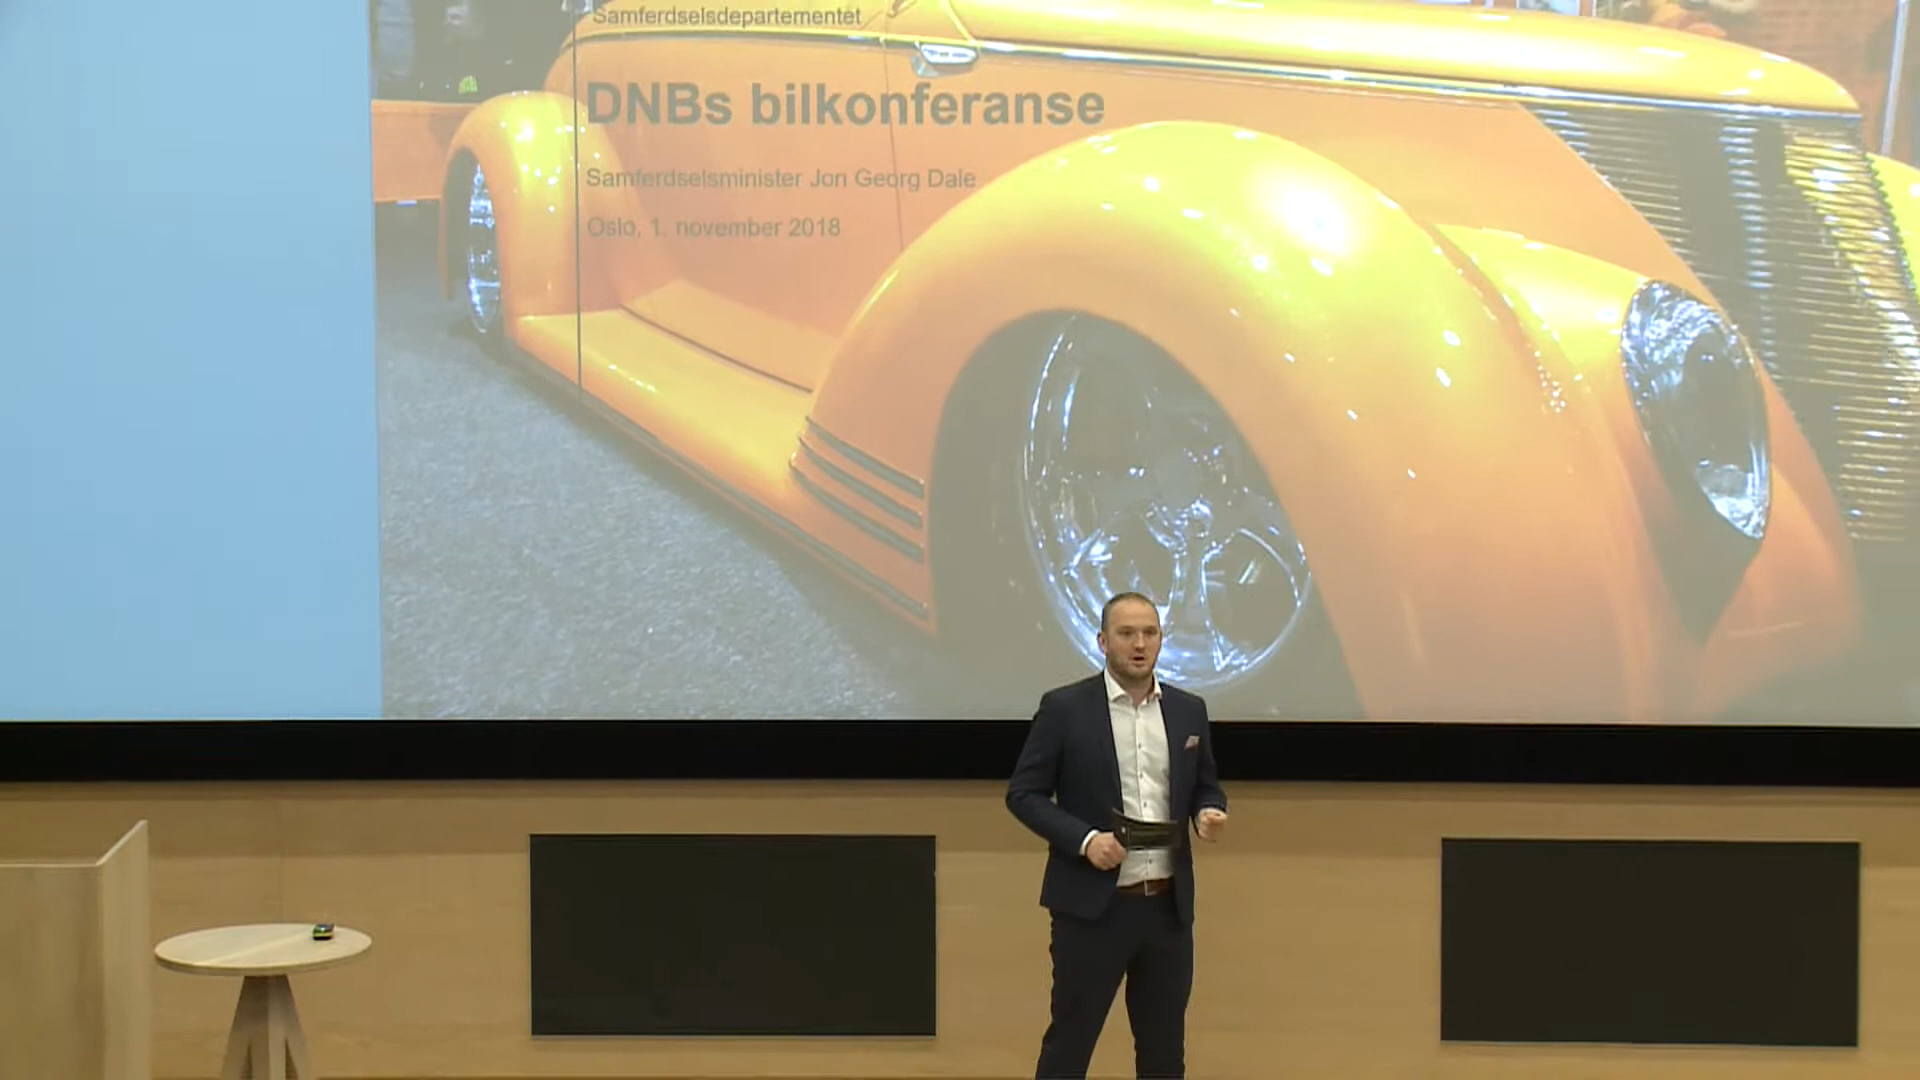 Samferdselsdepartementet
DNBs bilkonferanse
Samferdselsminister Jon Georg Dale
Oslo, 1. november 2018